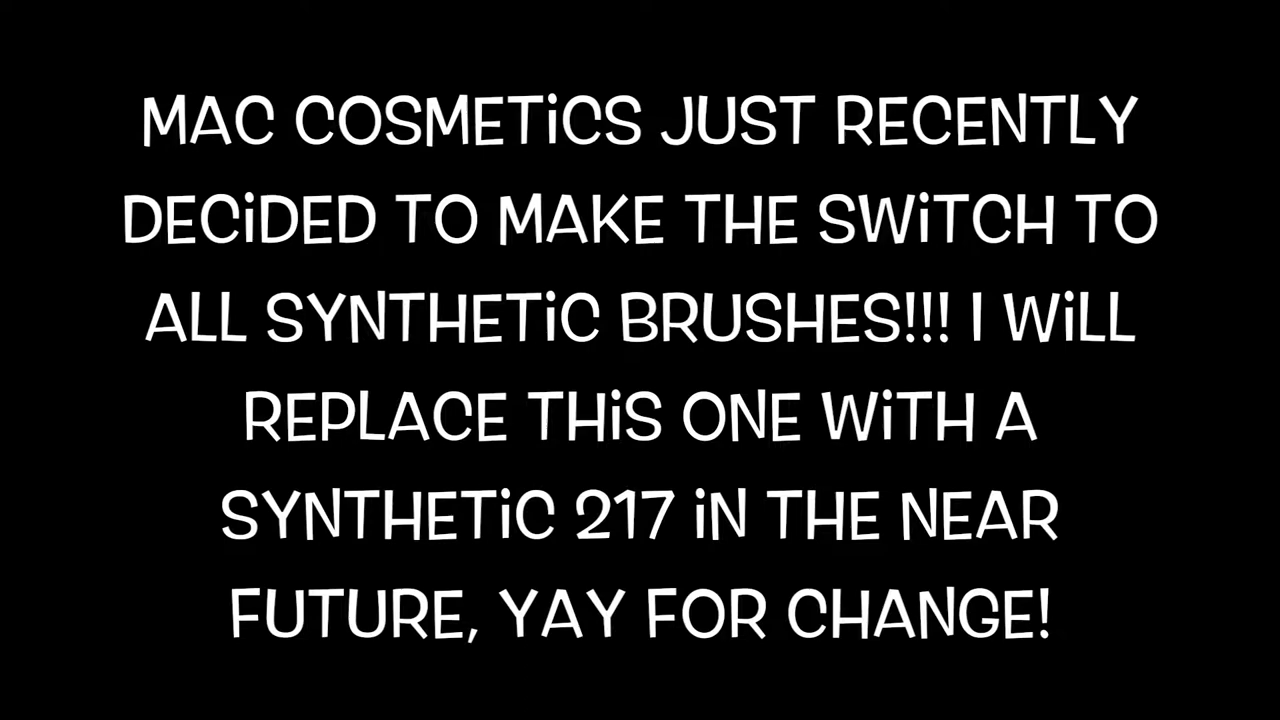 MAC COSMETiCS JUST RECENTLY
DECiDED TO MAKE THE SWiTCH TO
ALL SYNTHETiC BRUSHES!!! I WiLL
REPLACE THiS ONE WiTH A
SYNTHETiC 217 iN THE NEAR
FUTURE, YAY FOR CHANGE!